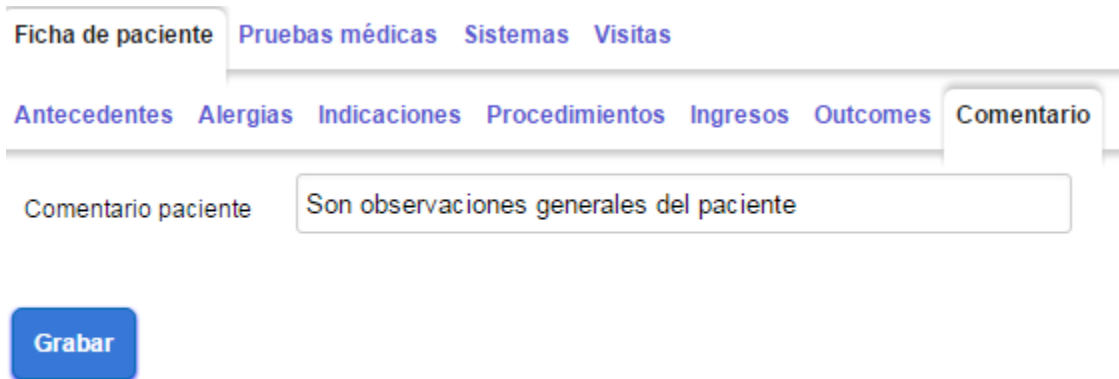 Ficha de paciente Pruebas médicas Sistemas Visitas
Antecedentes Alergias Indicaciones Procedimientos Ingresos Outcomes Comentario
Comentario paciente Son observaciones generales del paciente
Grabar